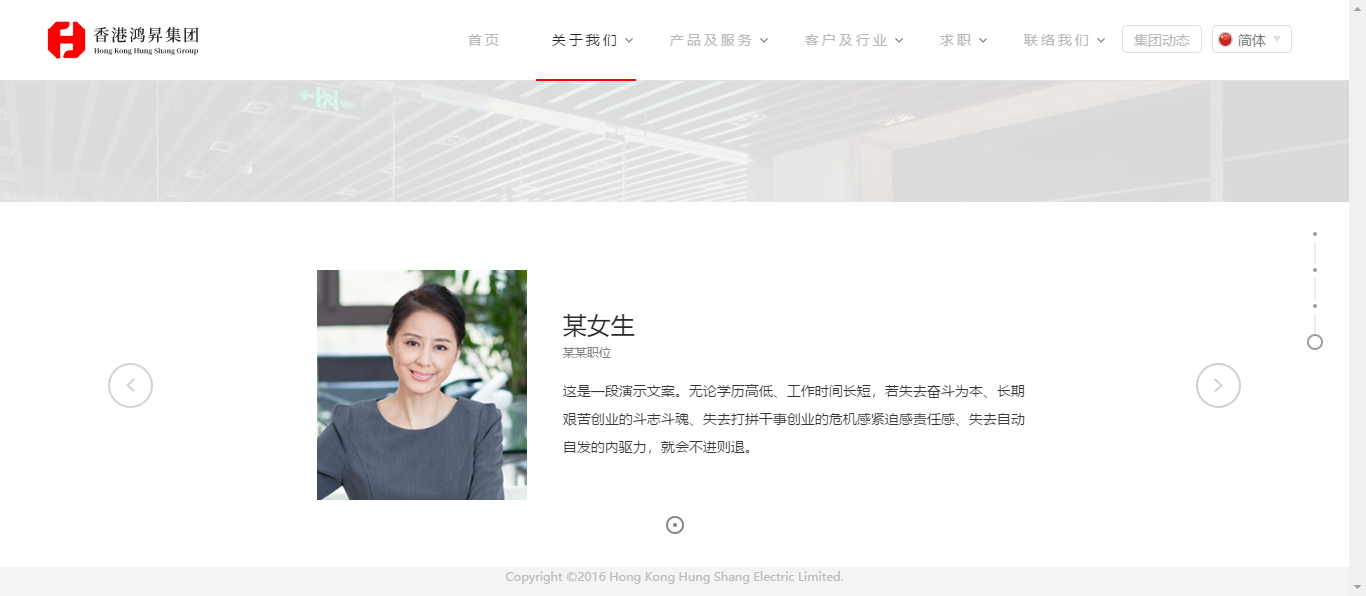 香港鸿昇集团
Hong Kong Hung Shang Group
首页
关于我们
产品及服务
客户及行业
求职
联络我们
集团动态
简体
某女生
某某职位
这是一段演示文案。无论学历高低、工作时间长短，若失去奋斗为本、长期
艰苦创业的斗志斗魂、失去打拼干事创业的危机感紧迫感责任感、失去自动
自发的内驱力，就会不进则退。
Copyright ©2016 Hong Kong Hung Shang Electric Limited.